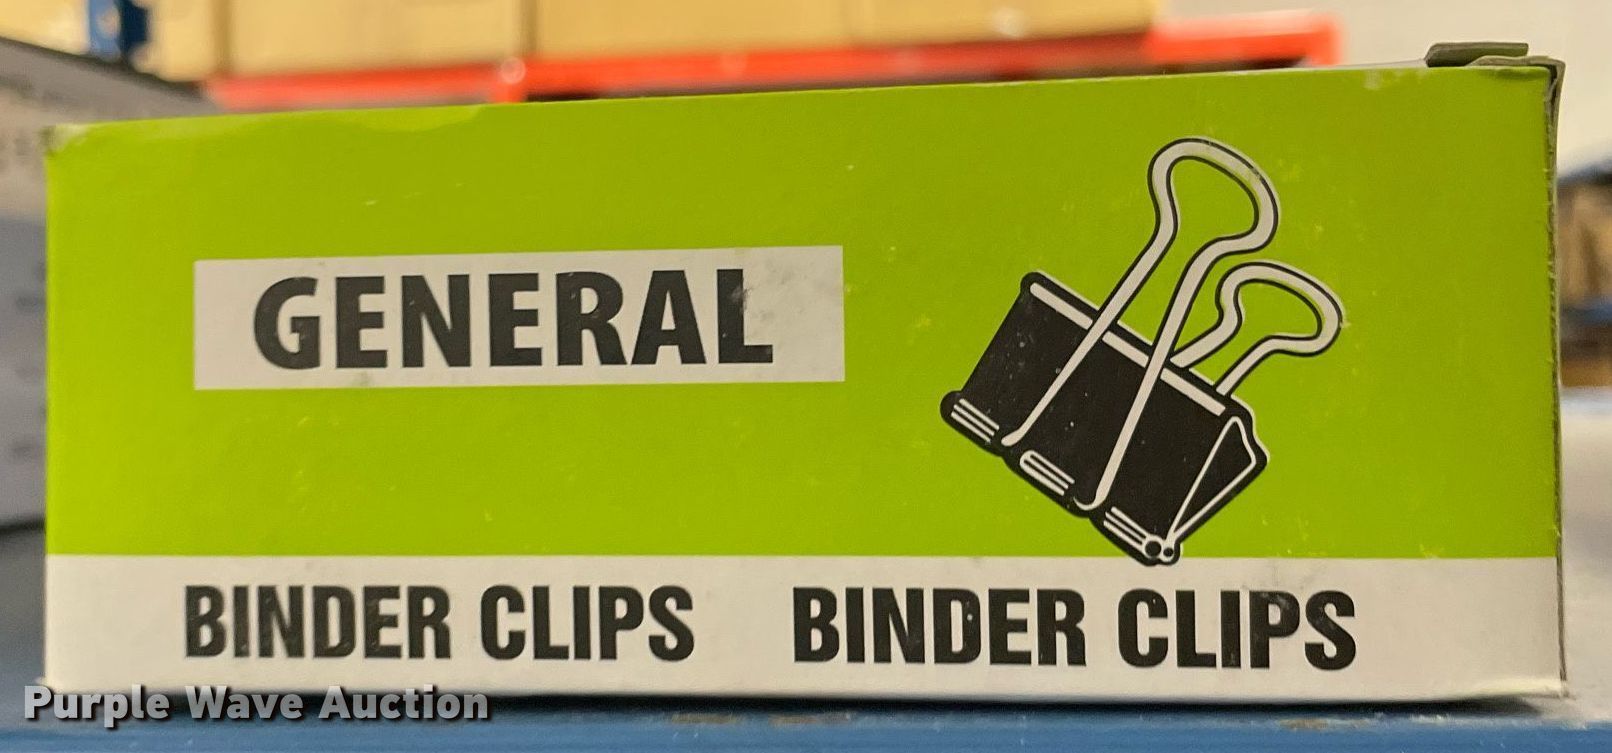 GENERAL
BINDER CLIPS BINDER CLIPS
Purple Wave Auction